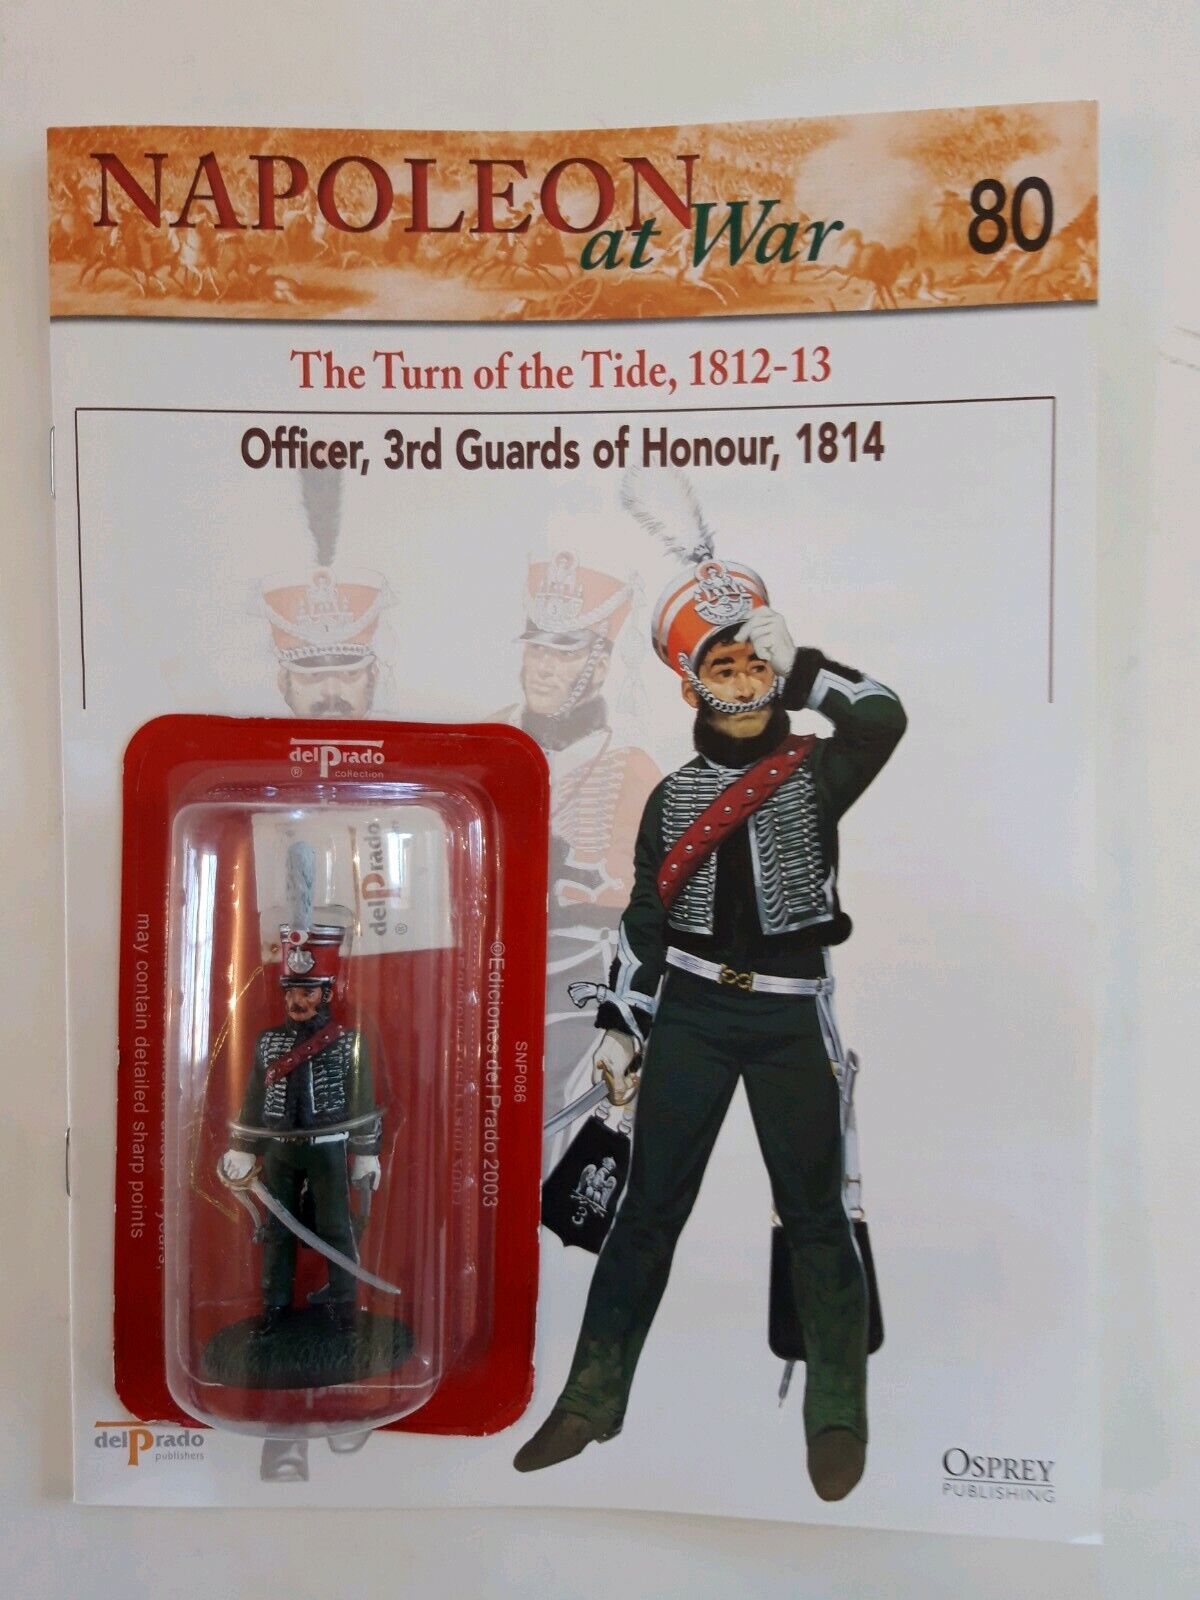 NAPOLEON
at War
80
The Turn of the Tide, 1812-13
Officer, 3rd Guards of Honour, 1814
delPrado
® collection
delPrado
®
may contain detailed sharp points
©Ediciones del Prado 2003
SNP086
delPrado
publishers
OSPREY
PUBLISHING